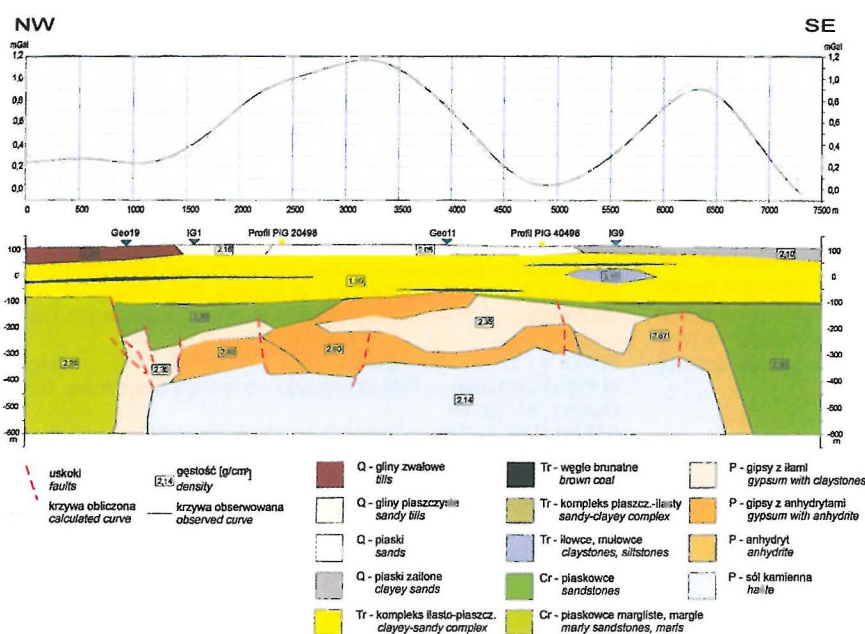 NW
SE
mGal
mGal
1,2
1,0
0,8
0,6
0,4
0,2
0,0
1,2
1,0
0,8
0,6
0,4
0,2
0,0
0 500 1000 1500 2000 2500 3000 3500 4000 4500 5000 5500 6000 6500 7000 7500 m
Geo19 IG1 Profil PIG 20498 Geo11 Profil PIG 40498 IG9
100
0
-100
-200
-300
-400
-500
-600
m
100
0
-100
-200
-300
-400
-500
-600
m
2.10
2.35
2.14
uskoki
faults
gęstość [g/cm³]
2,14
density
krzywa obliczona
calculated curve
krzywa obserwowana
observed curve
Q - gliny zwałowe
tills
Q - gliny piaszczyste
sandy tills
Q - piaski
sands
Q - piaski zailone
clayey sands
Tr - kompleks ilasto-piaszcz.
clayey-sandy complex
Tr - węgle brunatne
brown coal
Tr - kompleks piaszcz.-ilasty
sandy-clayey complex
Tr - iłowce, mułowce
claystones, siltstones
Cr - piaskowce
sandstones
Cr - piaskowce margliste, margle
marly sandstones, marls
P - gipsy z iłami
gypsum with claystones
P - gipsy z anhydrytami
gypsum with anhydrite
P - anhydryt
anhydrite
P - sól kamienna
halite